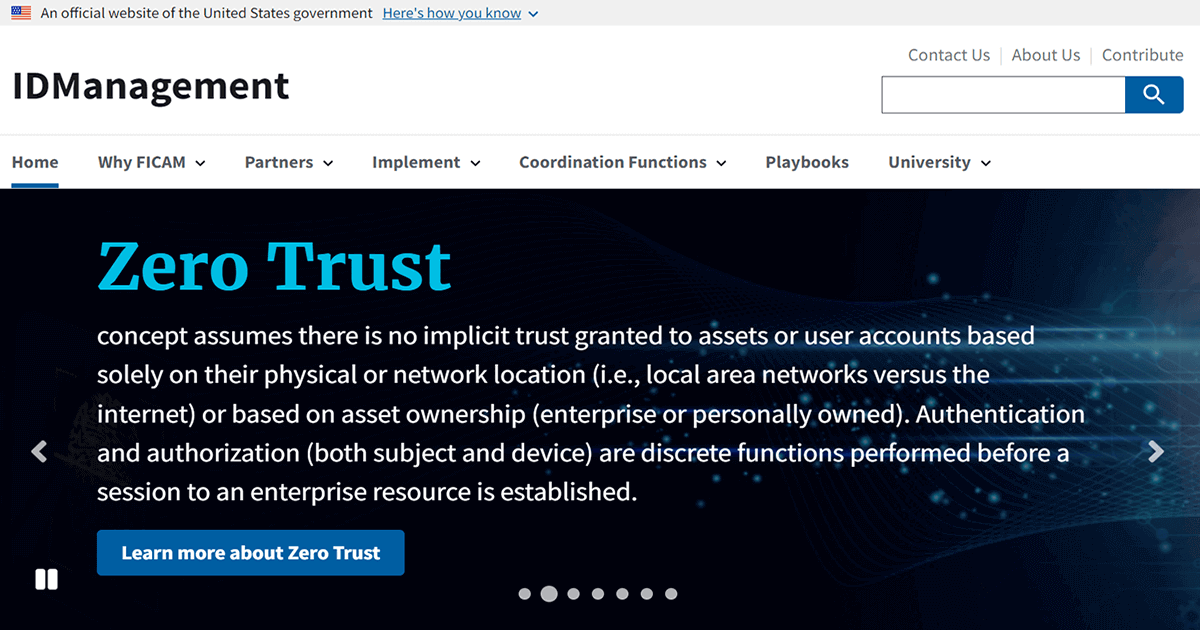 An official website of the United States government Here's how you know
Contact Us About Us Contribute
IDManagement
Home Why FICAM Partners Implement Coordination Functions Playbooks University
Zero Trust
concept assumes there is no implicit trust granted to assets or user accounts based
solely on their physical or network location (i.e., local area networks versus the
internet) or based on asset ownership (enterprise or personally owned). Authentication
and authorization (both subject and device) are discrete functions performed before a
session to an enterprise resource is established.
Learn more about Zero Trust